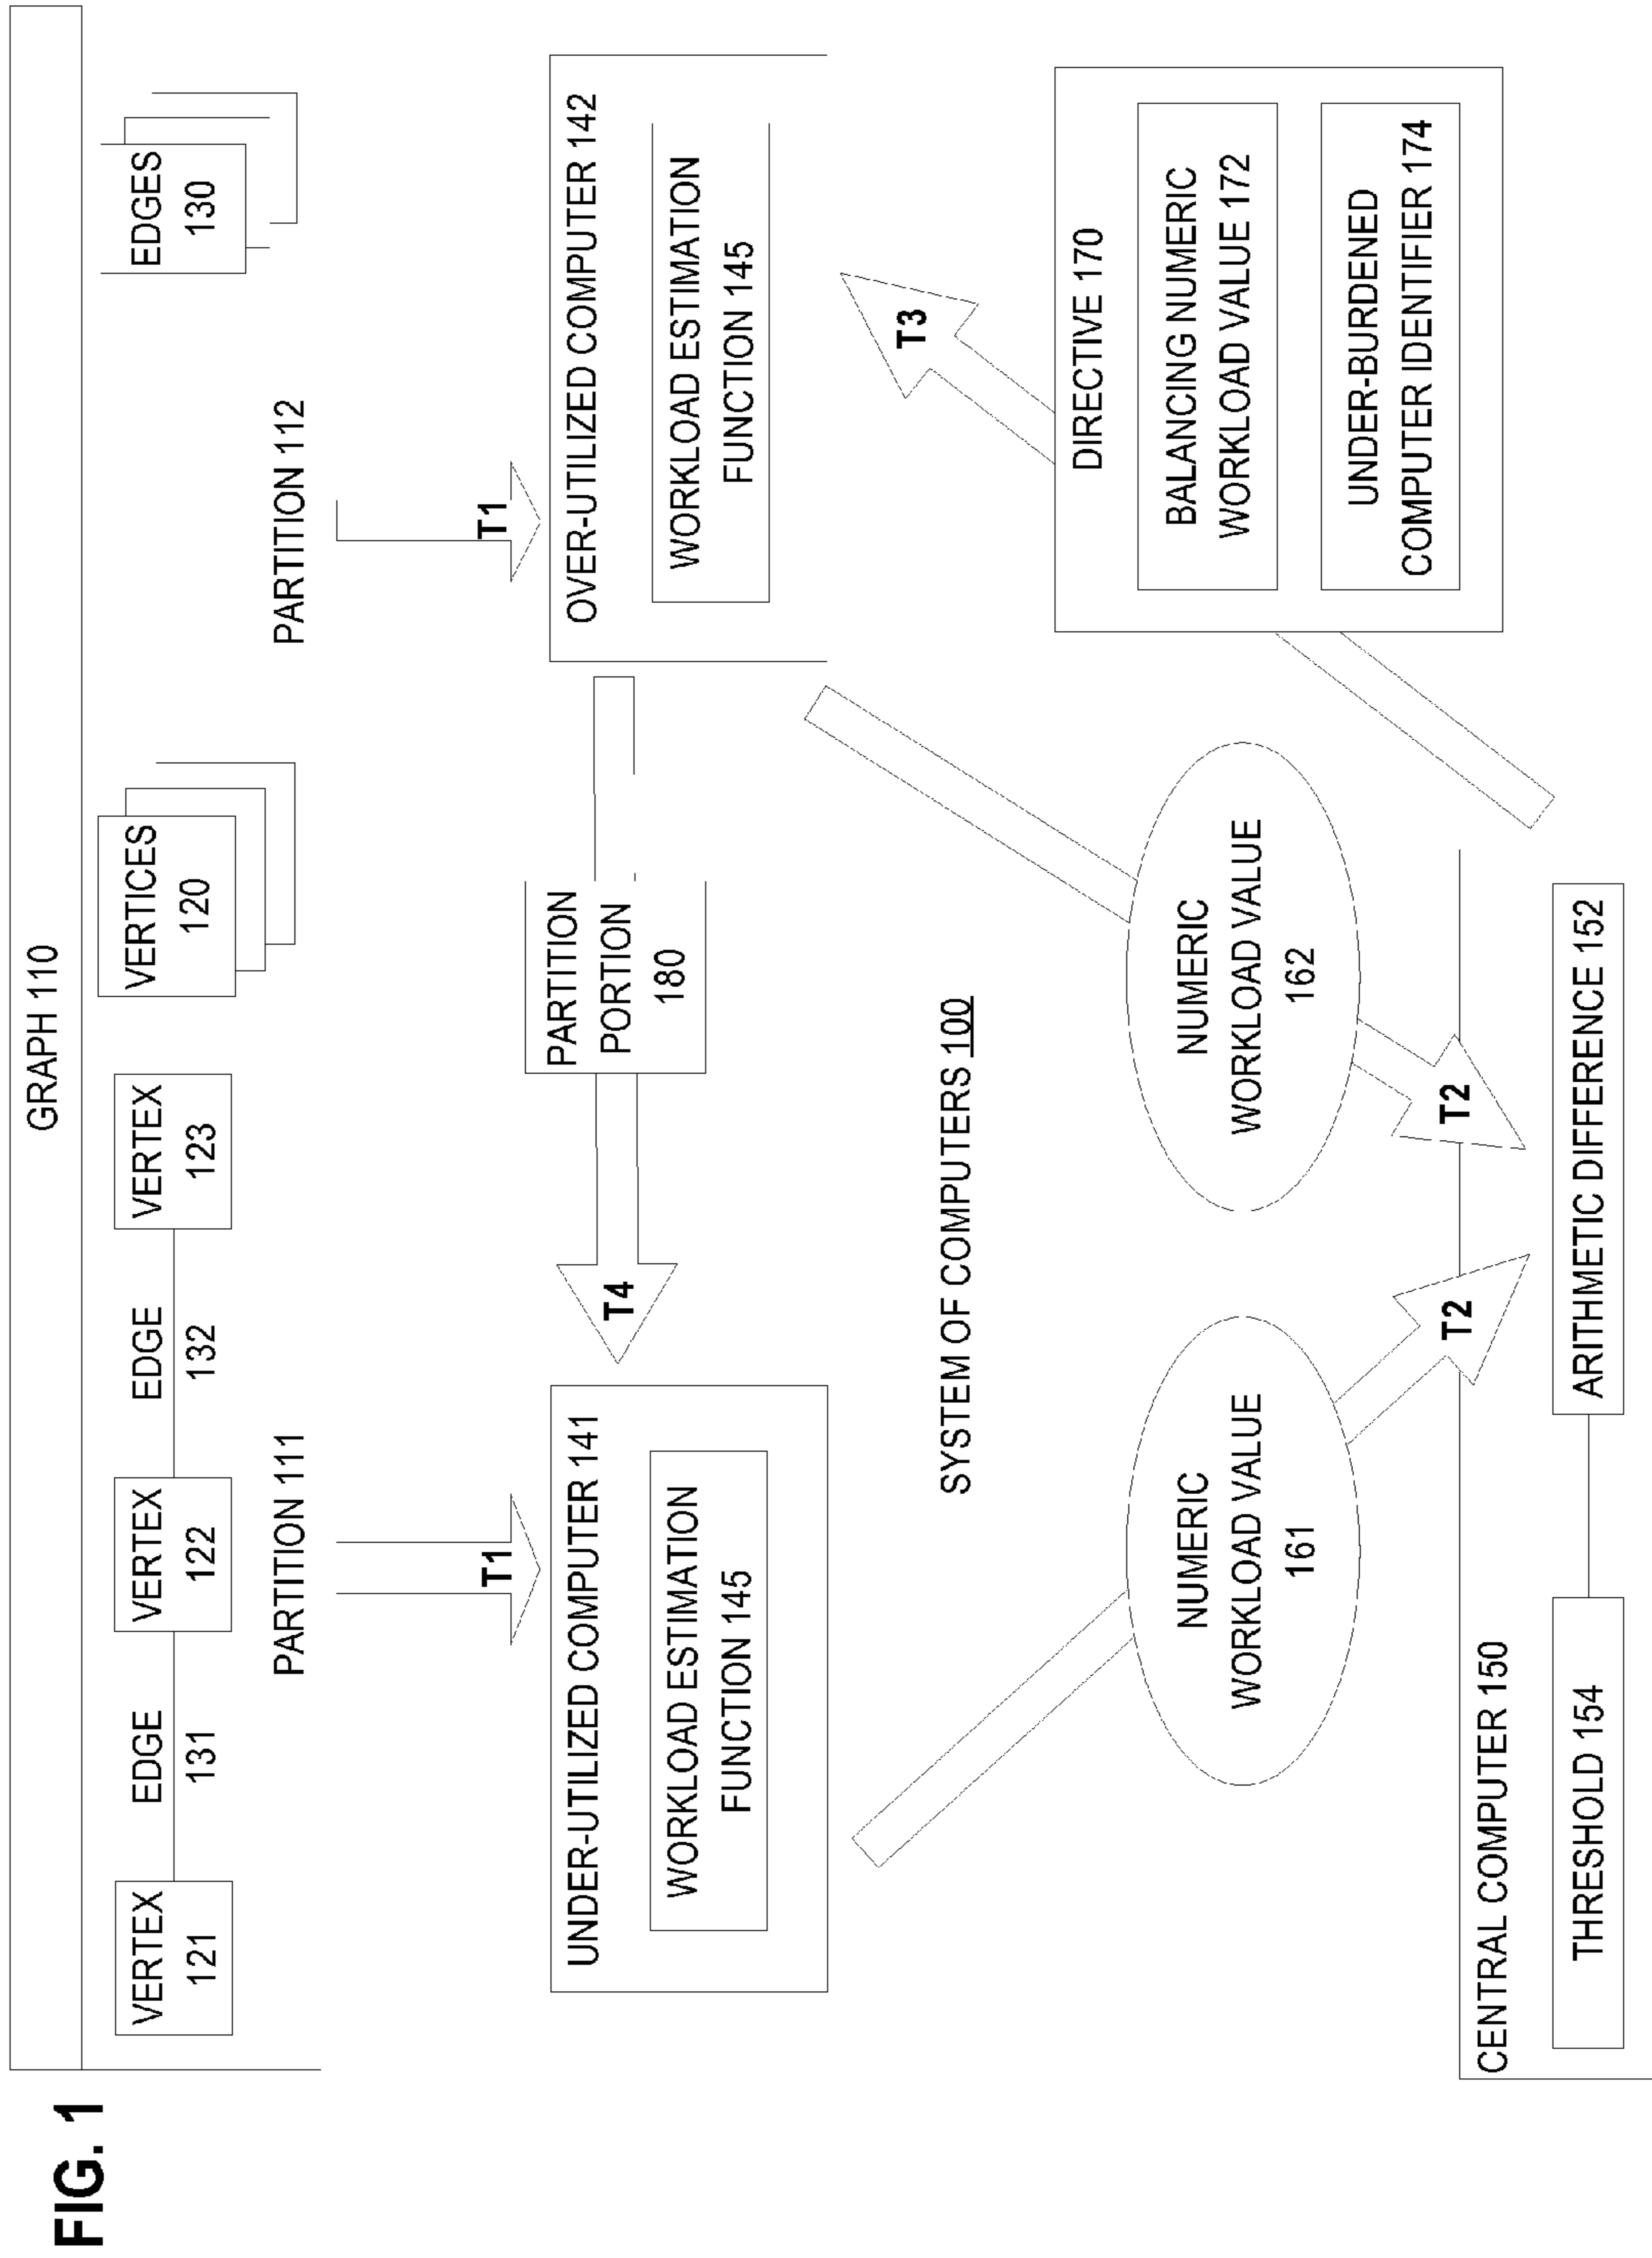 FIG. 1
GRAPH 110
VERTEX
121
EDGE
131
VERTEX
122
EDGE
132
VERTEX
123
VERTICES
120
EDGES
130
PARTITION 111
PARTITION 112
T1
T1
UNDER-UTILIZED COMPUTER 141
WORKLOAD ESTIMATION
FUNCTION 145
T4
PARTITION
PORTION
180
OVER-UTILIZED COMPUTER 142
WORKLOAD ESTIMATION
FUNCTION 145
SYSTEM OF COMPUTERS 100
T3
NUMERIC
WORKLOAD VALUE
161
NUMERIC
WORKLOAD VALUE
162
DIRECTIVE 170
BALANCING NUMERIC
WORKLOAD VALUE 172
UNDER-BURDENED
COMPUTER IDENTIFIER 174
T2
T2
CENTRAL COMPUTER 150
THRESHOLD 154
ARITHMETIC DIFFERENCE 152